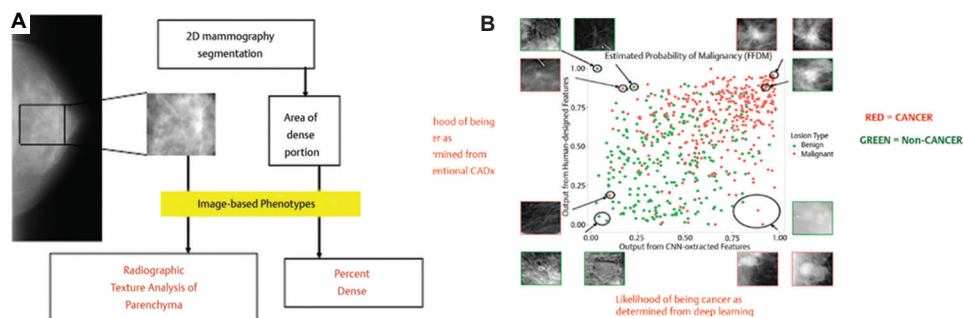 A
2D mammography
segmentation
Area of
dense
portion
Image-based Phenotypes
Radiographic
Texture Analysis of
Parenchyma
Percent
Dense
B
Estimated Probability of Malignancy (FFDM)
lhood of being
er as
rmined from
entional CADx
Output from Human-designed Features
1.00
0.75
0.50
0.25
0.00
0.00
0.25
0.50
0.75
1.00
Output from CNN-oxtracted Features
Losion Type
Benign
Malignant
RED = CANCER
GREEN = Non-CANCER
Likelihood of being cancer as
determined from deep learning